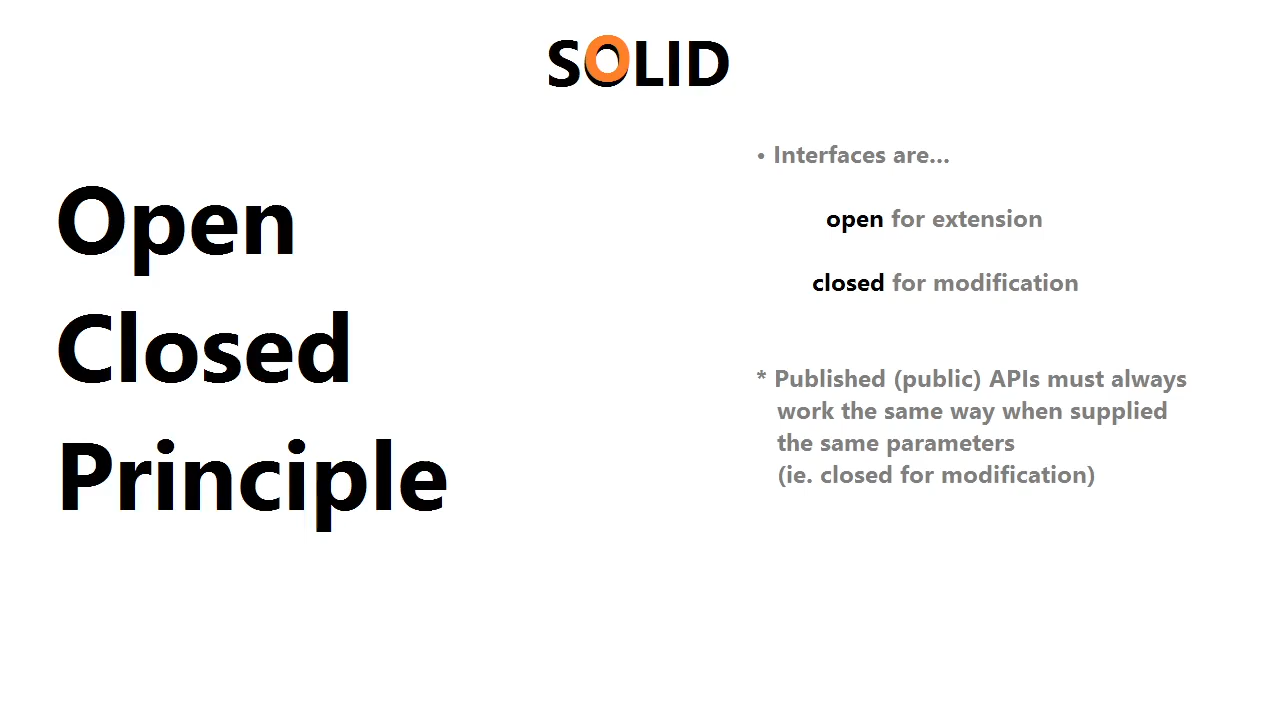 SOLID
Open
Closed
Principle
• Interfaces are...
open for extension
closed for modification
* Published (public) APIs must always
work the same way when supplied
the same parameters
(ie. closed for modification)